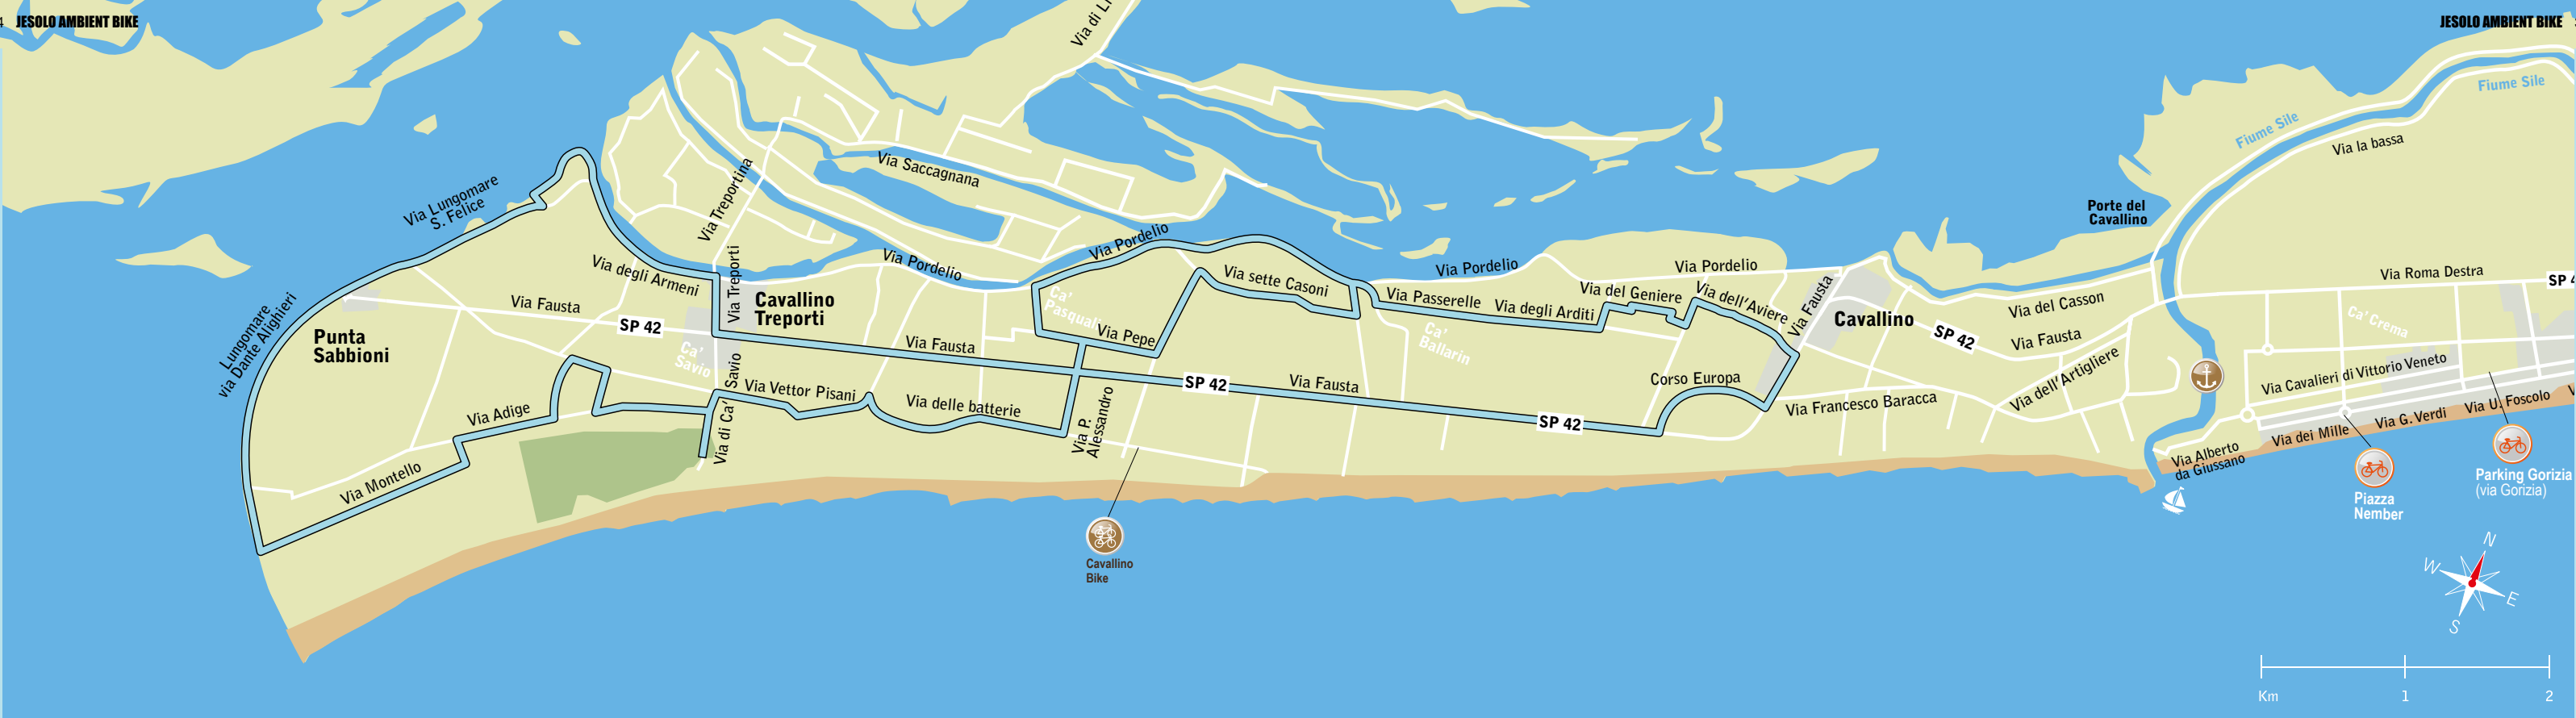 4 JESOLO AMBIENT BIKE
JESOLO AMBIENT BIKE
Via di Li
Fiume Sile
Fiume Sile
Via la bassa
Via Saccagnana
Via Treportina
Via Lungomare
S. Felice
Porte del
Cavallino
Via Pordelio
Via Pordelio
Via Pordelio
Via Pordelio
Via degli Armeni
Via Treporti
Via sette Casoni
Via Roma Destra
SP 4
Lungomare
via Dante Alighieri
Via Fausta
SP 42
Cavallino
Treporti
Ca'
Pasquali
Via Passerelle
Via degli Arditi
Via del Geniere
Via dell'Aviere
Via Fausta
Cavallino
SP 42
Via del Casson
Via Fausta
Ca' Crema
Punta
Sabbioni
Ca'
Savio
Via Fausta
Via Pepe
Ca'
Ballarin
Via Vettor Pisani
SP 42
Via Fausta
Corso Europa
Via dell'Artigliere
Via Cavalieri di Vittorio Veneto
Via Adige
Via di Ca' Savio
Via delle batterie
Via P.
Alessandro
SP 42
Via Francesco Baracca
Via dei Mille
Via G. Verdi
Via U. Foscolo
V
Via Montello
Via Alberto
da Giussano
Parking Gorizia
(via Gorizia)
Piazza
Nember
Cavallino
Bike
N
W
E
S
Km 1 2